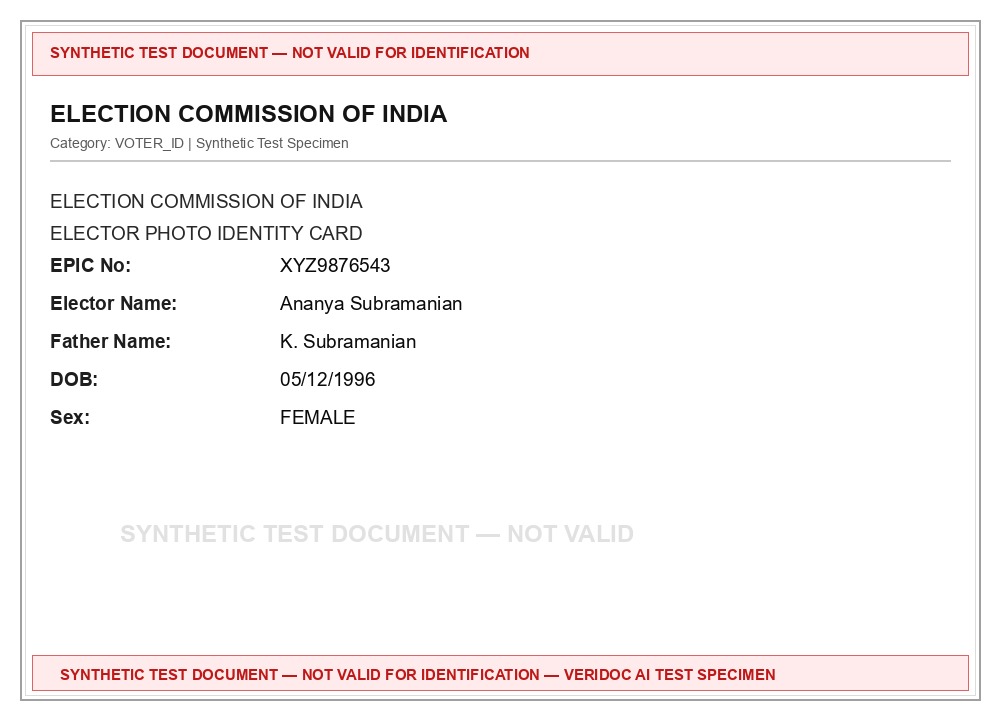 SYNTHETIC TEST DOCUMENT — NOT VALID FOR IDENTIFICATION
ELECTION COMMISSION OF INDIA
Category: VOTER_ID | Synthetic Test Specimen
ELECTION COMMISSION OF INDIA
ELECTOR PHOTO IDENTITY CARD
EPIC No: XYZ9876543
Elector Name: Ananya Subramanian
Father Name: K. Subramanian
DOB: 05/12/1996
Sex: FEMALE
SYNTHETIC TEST DOCUMENT — NOT VALID
SYNTHETIC TEST DOCUMENT — NOT VALID FOR IDENTIFICATION — VERIDOC AI TEST SPECIMEN